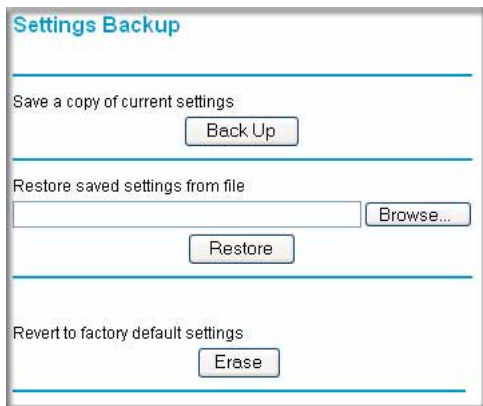 Settings Backup
Save a copy of current settings
Back Up
Restore saved settings from file
Browse...
Restore
Revert to factory default settings
Erase